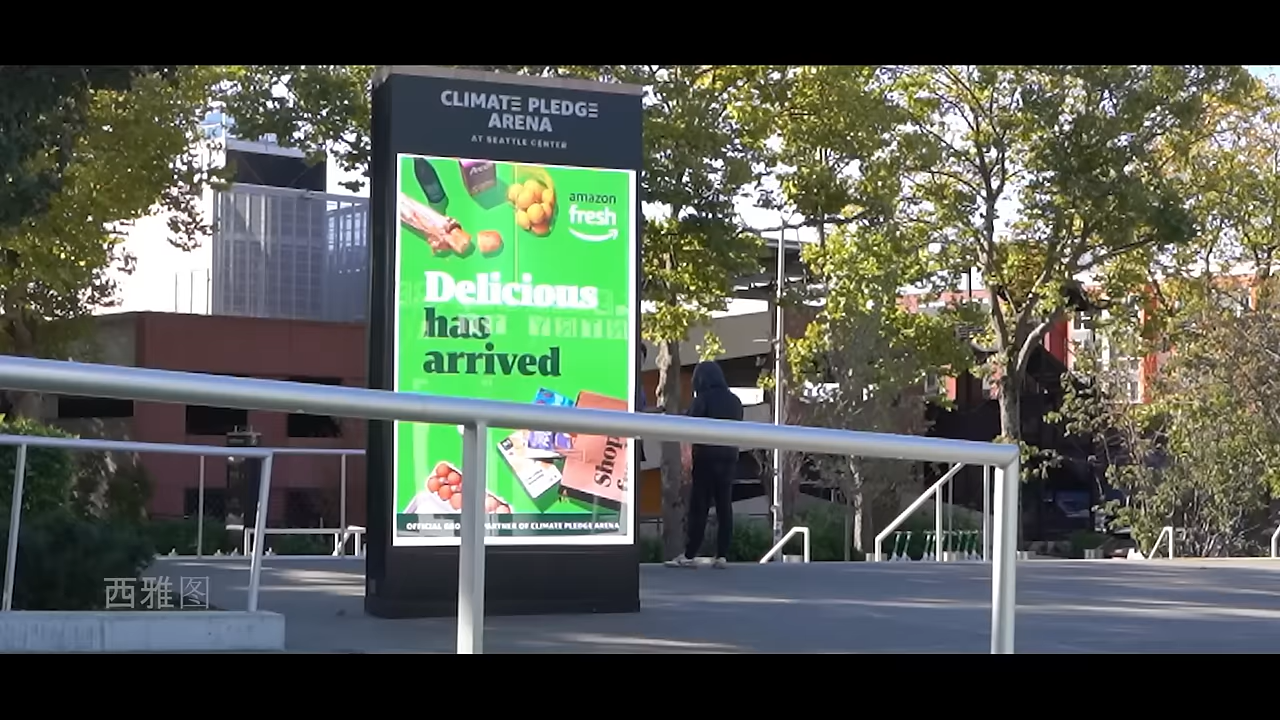 CLIMATE PLEDGE
ARENA
AT SEATTLE CENTER
amazon
fresh
Delicious
has
arrived
Shop
OFFICIAL PARTNER OF CLIMATE PLEDGE ARENA
西雅图